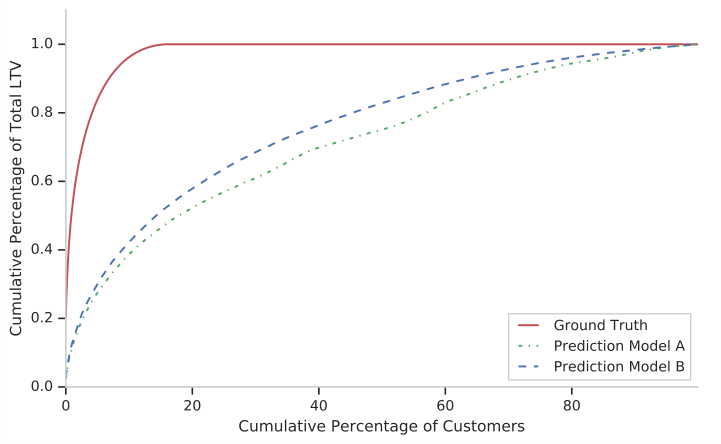 Cumulative Percentage of Total LTV
1.0
0.8
0.6
0.4
0.2
0.0
0 20 40 60 80
Cumulative Percentage of Customers
Ground Truth
Prediction Model A
Prediction Model B